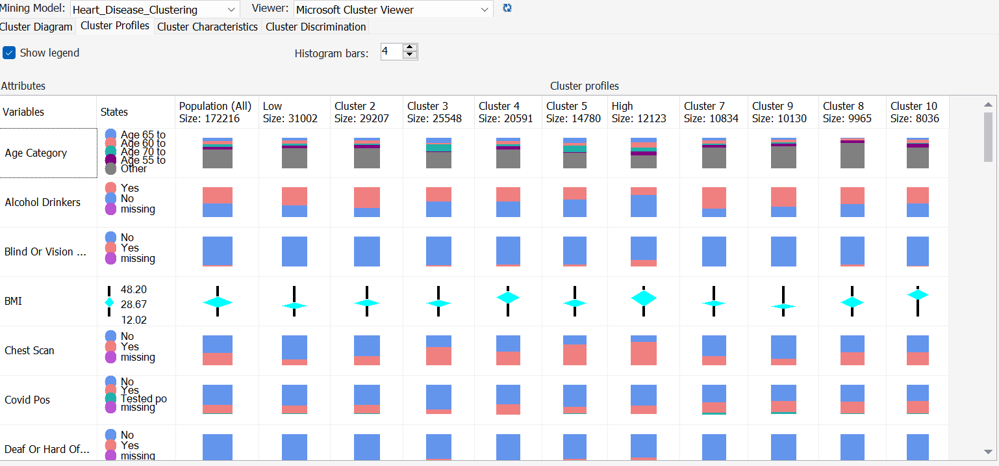 Mining Model: Heart_Disease_Clustering Viewer: Microsoft Cluster Viewer
Cluster Diagram Cluster Profiles Cluster Characteristics Cluster Discrimination
Show legend Histogram bars: 4
Attributes Cluster profiles
Variables States Population (All) Low Cluster 2 Cluster 3 Cluster 4 Cluster 5 High Cluster 7 Cluster 9 Cluster 8 Cluster 10
Size: 172216 Size: 31002 Size: 29207 Size: 25548 Size: 20591 Size: 14780 Size: 12123 Size: 10834 Size: 10130 Size: 9965 Size: 8036
Age Category
Age 65 to
Age 60 to
Age 70 to
Age 55 to
Other
Alcohol Drinkers
Yes
No
missing
Blind Or Vision ...
No
Yes
missing
BMI
48.20
28.67
12.02
Chest Scan
No
Yes
missing
Covid Pos
No
Yes
Tested po
missing
Deaf Or Hard Of...
No
Yes
missing